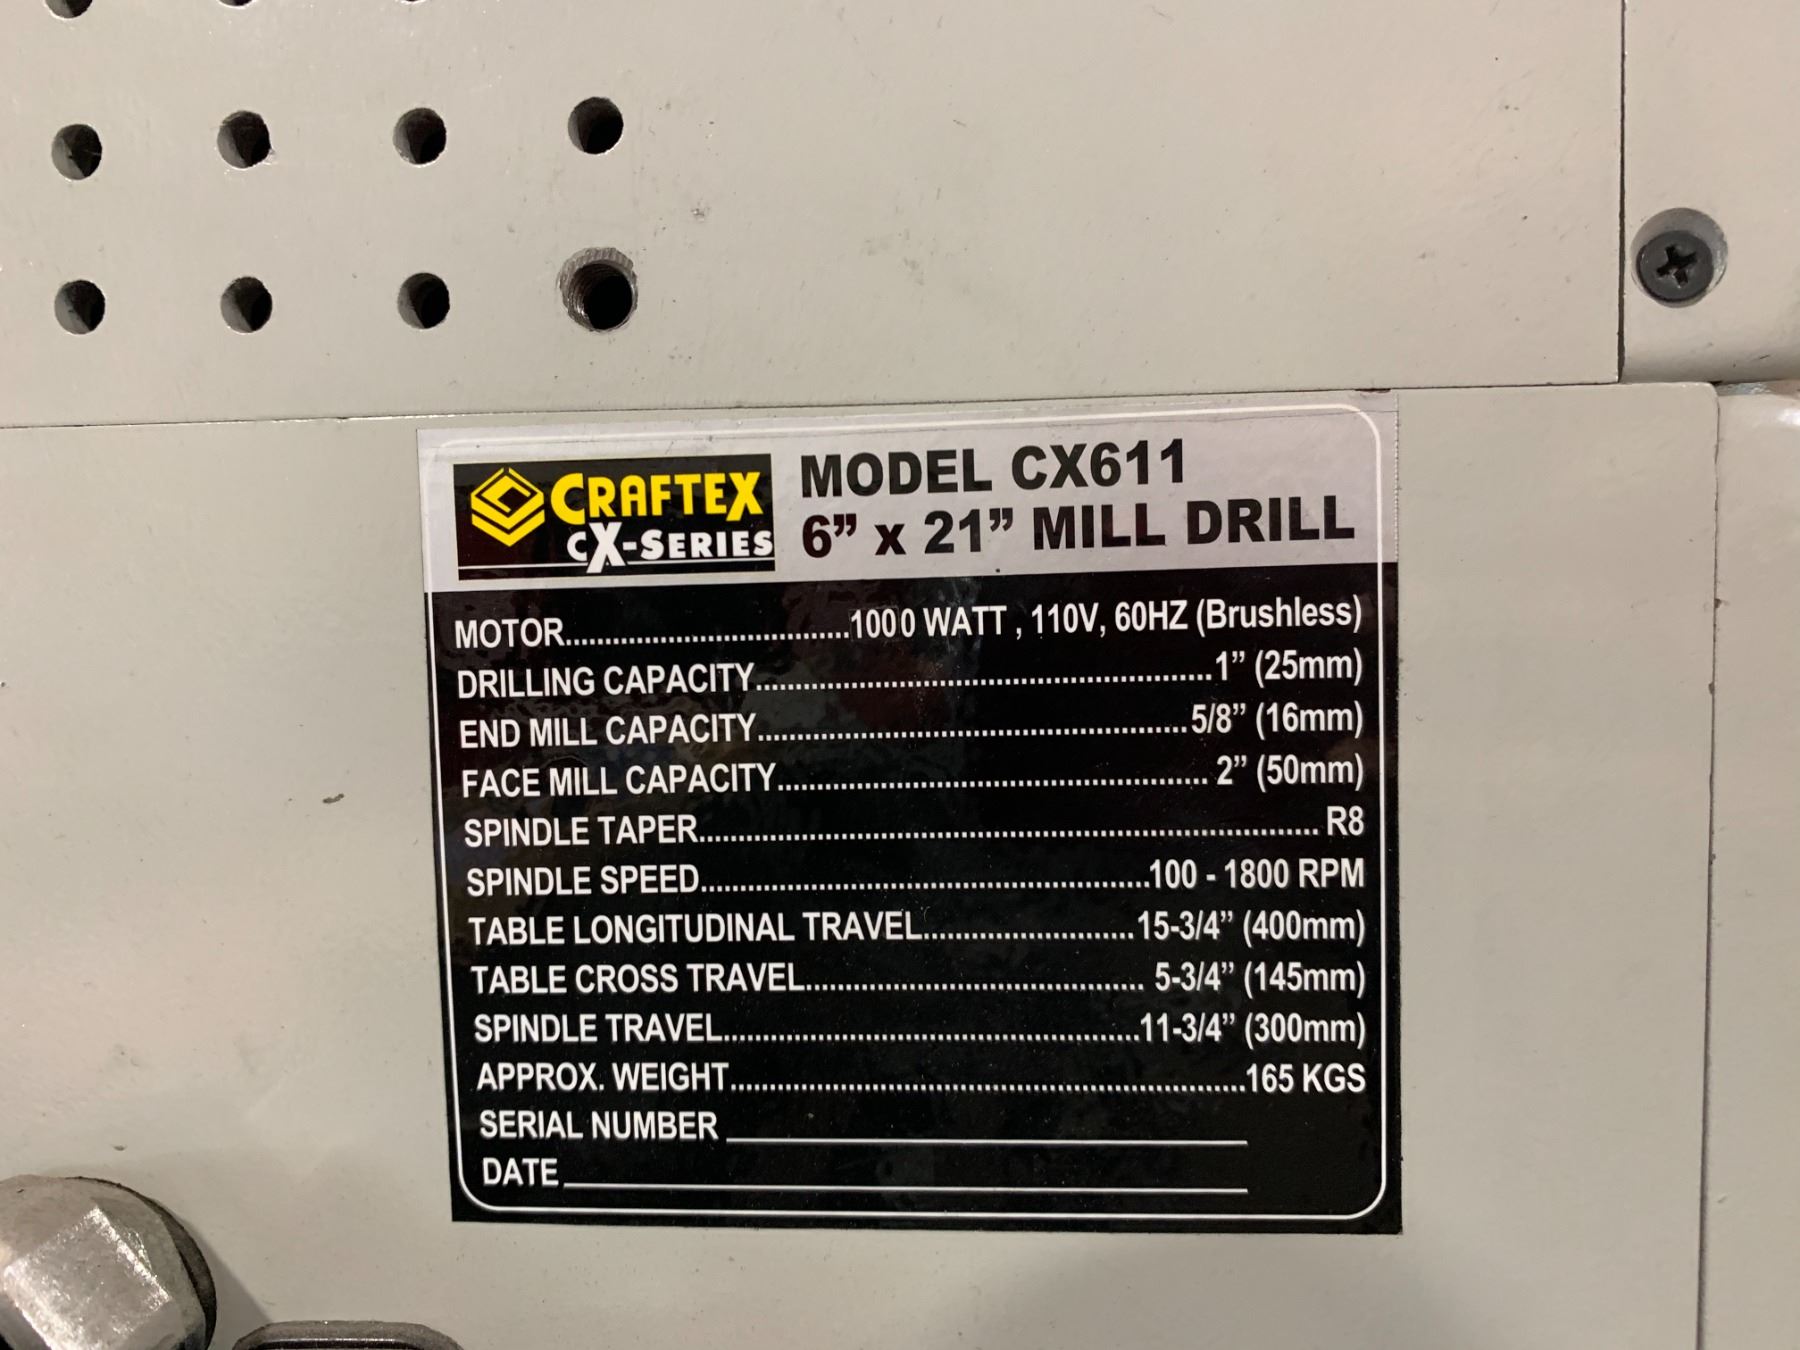 CRAFTEX
CX-SERIES
MODEL CX611
6” x 21” MILL DRILL
MOTOR...................................1000 WATT , 110V, 60HZ (Brushless)
DRILLING CAPACITY.........................................................1” (25mm)
END MILL CAPACITY......................................................5/8” (16mm)
FACE MILL CAPACITY...................................................... 2” (50mm)
SPINDLE TAPER............................................................................. R8
SPINDLE SPEED........................................................100 - 1800 RPM
TABLE LONGITUDINAL TRAVEL..........................15-3/4” (400mm)
TABLE CROSS TRAVEL.......................................... 5-3/4” (145mm)
SPINDLE TRAVEL....................................................11-3/4” (300mm)
APPROX. WEIGHT................................................................165 KGS
SERIAL NUMBER ______________________________
DATE_______________________________________